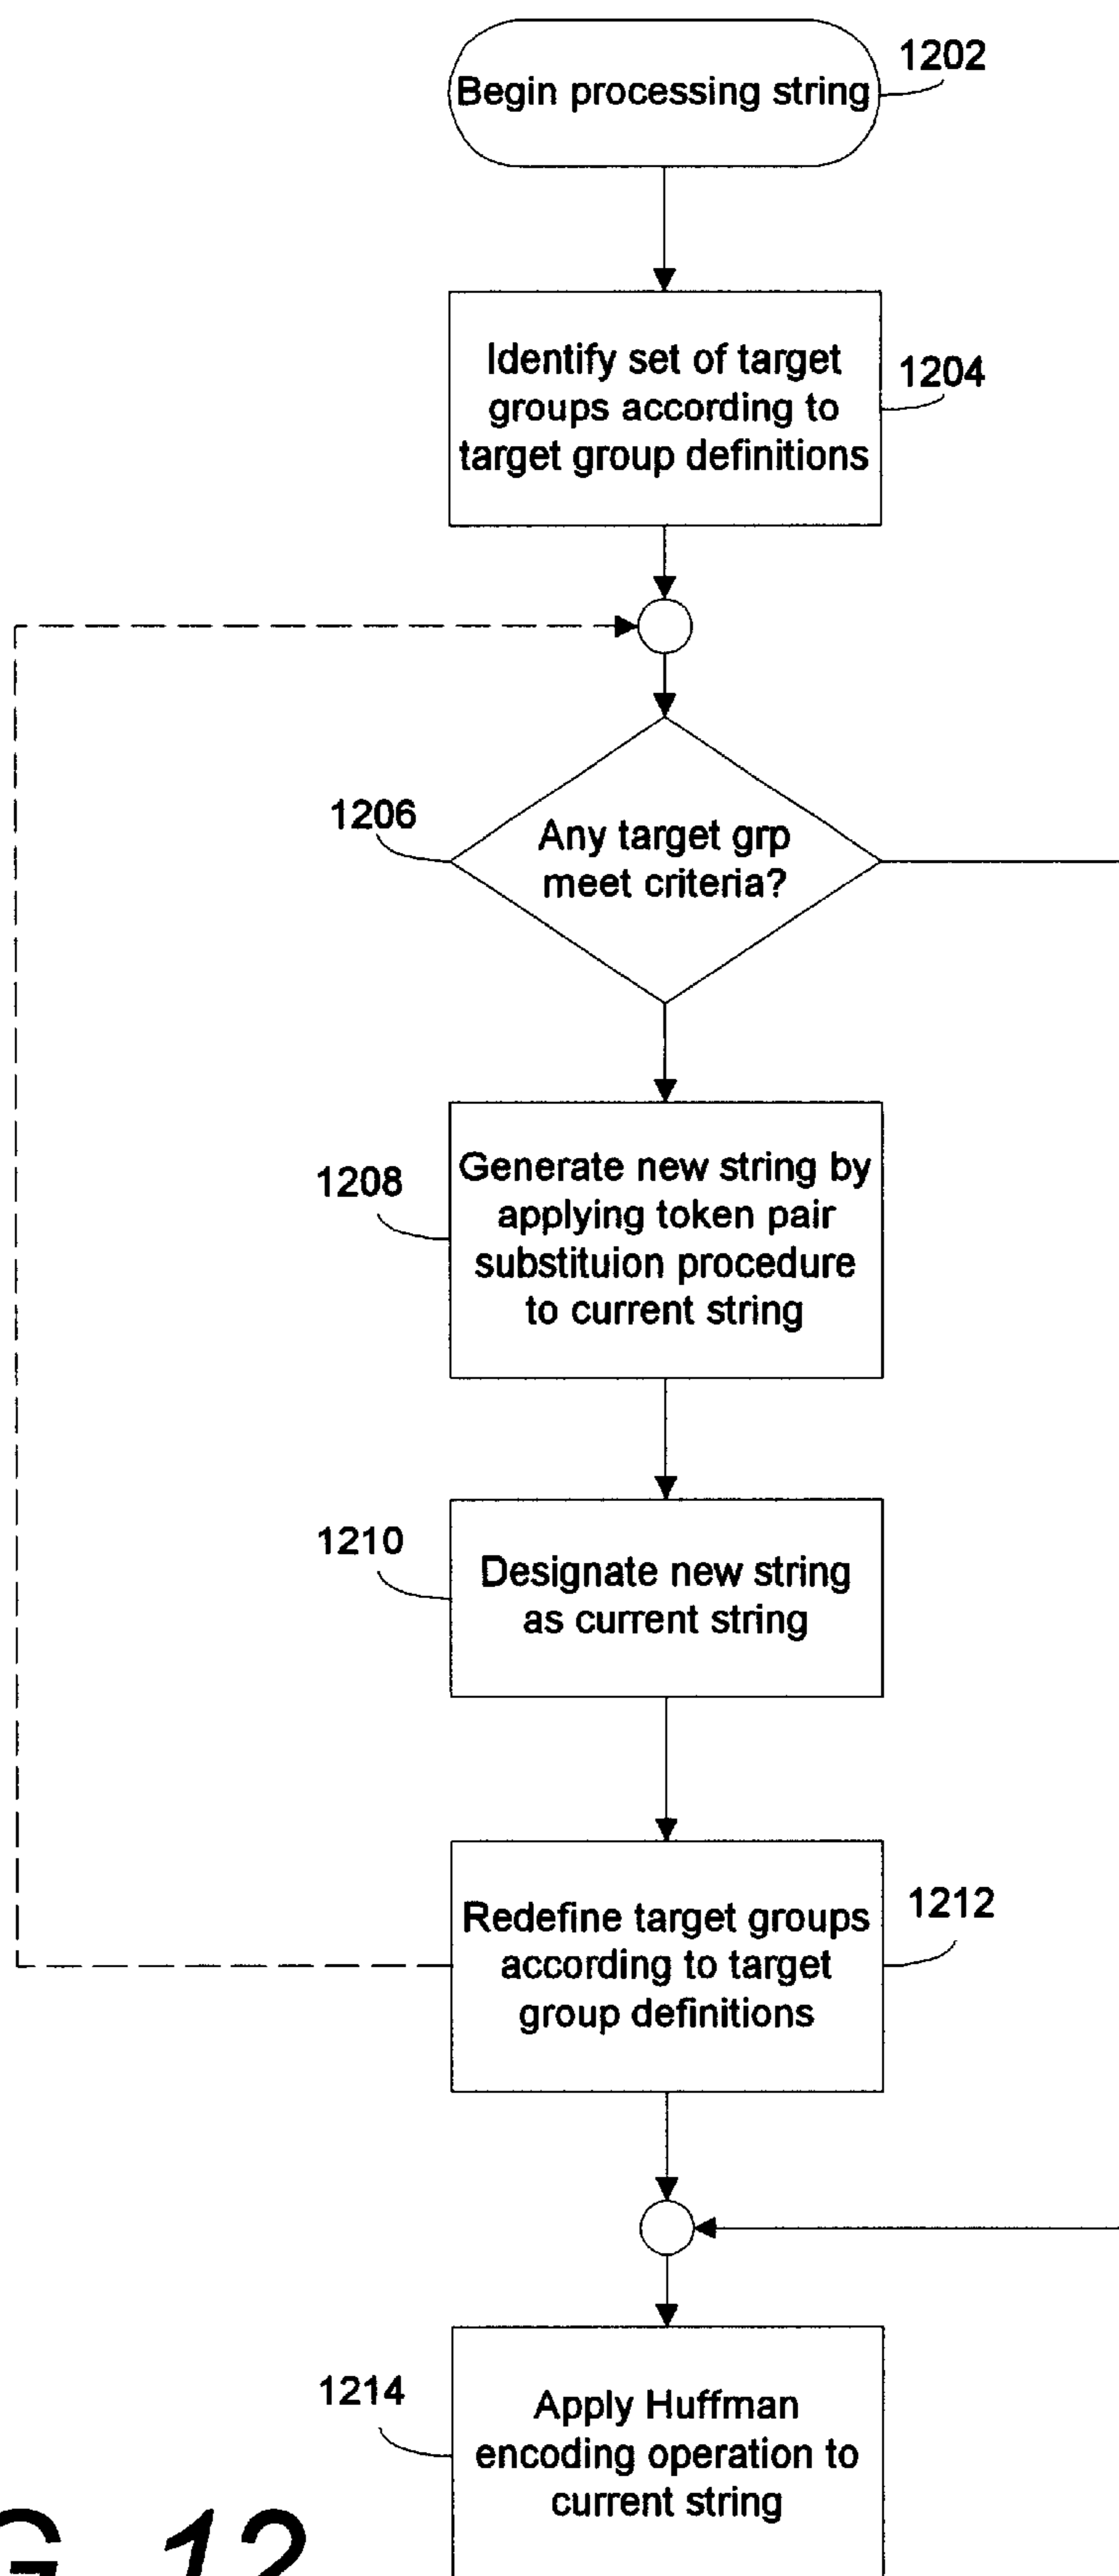 Begin processing string
1202
Identify set of target
groups according to
target group definitions
1204
1206
Any target grp
meet criteria?
1208
Generate new string by
applying token pair
substituion procedure
to current string
1210
Designate new string
as current string
Redefine target groups
according to target
group definitions
1212
1214
Apply Huffman
encoding operation to
current string
G. 12